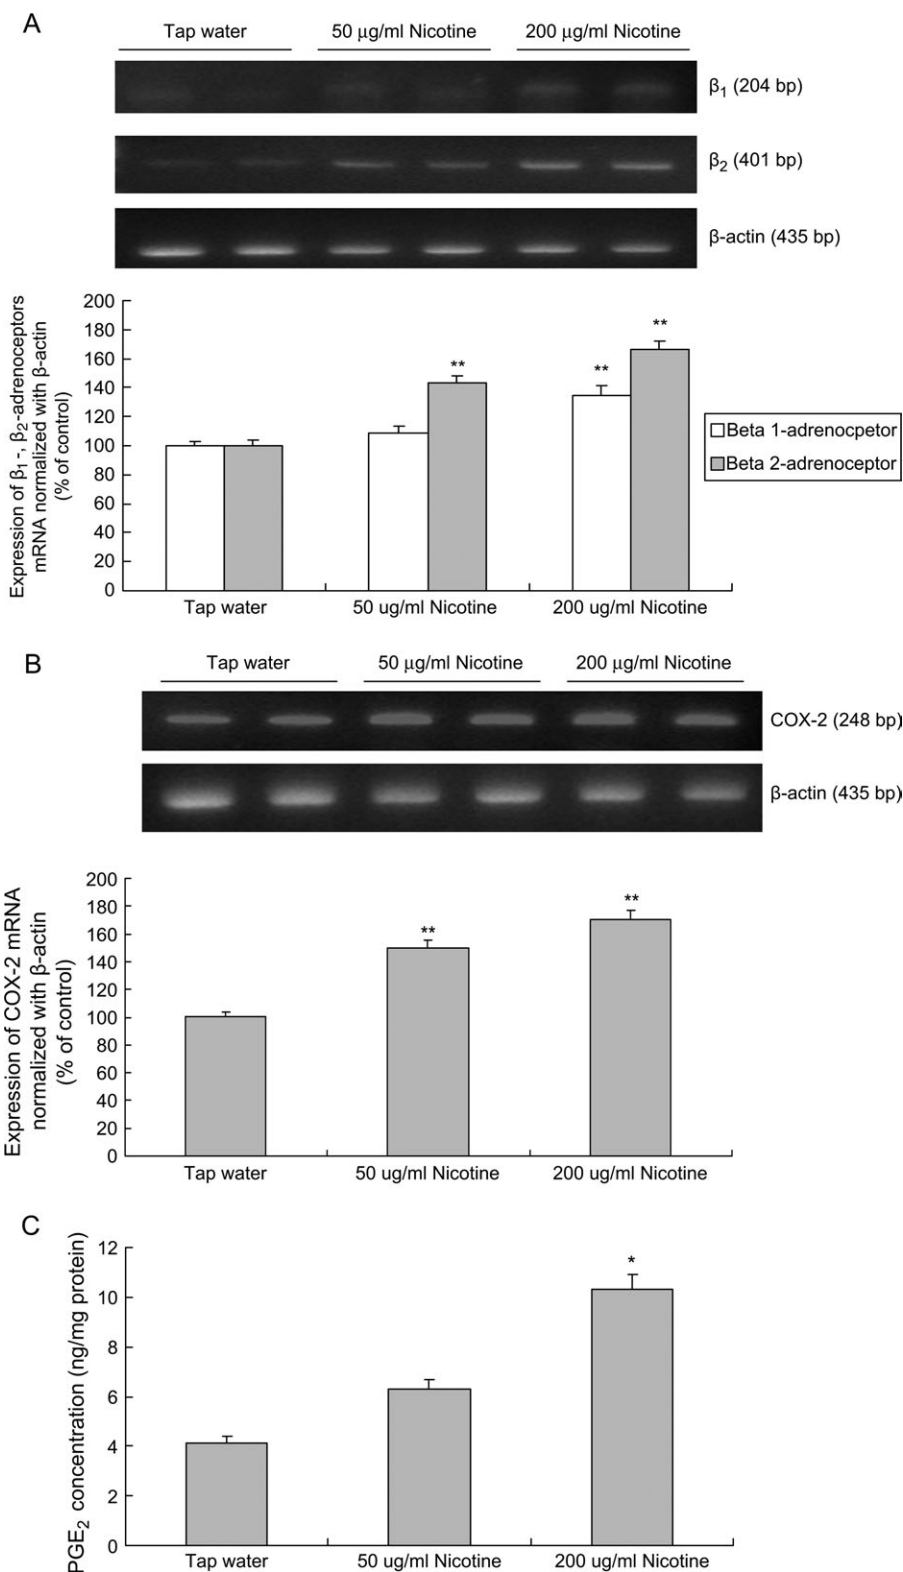 A
Tap water 50 μg/ml Nicotine 200 μg/ml Nicotine
β1 (204 bp)
β2 (401 bp)
β-actin (435 bp)
Expression of β1-, β2-adrenoceptors
mRNA normalized with β-actin
(% of control)
200
180
160
140
120
100
80
60
40
20
0
**
**
**
Beta 1-adrenocpetor
Beta 2-adrenoceptor
Tap water 50 ug/ml Nicotine 200 ug/ml Nicotine
B
Tap water 50 μg/ml Nicotine 200 μg/ml Nicotine
COX-2 (248 bp)
β-actin (435 bp)
Expression of COX-2 mRNA
normalized with β-actin
(% of control)
200
180
160
140
120
100
80
60
40
20
0
**
**
Tap water 50 ug/ml Nicotine 200 ug/ml Nicotine
C
PGE2 concentration (ng/mg protein)
12
10
8
6
4
2
0
*
Tap water 50 ug/ml Nicotine 200 ug/ml Nicotine